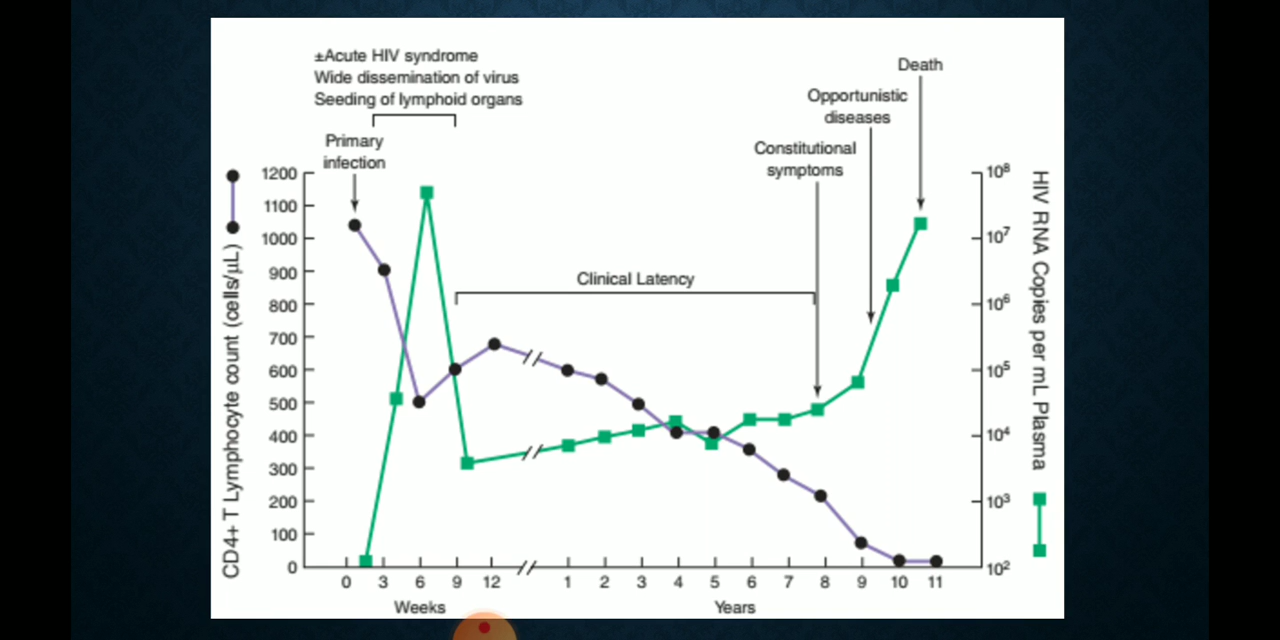 ±Acute HIV syndrome
Wide dissemination of virus
Seeding of lymphoid organs
Primary
infection
Death
Opportunistic
diseases
Constitutional
symptoms
Clinical Latency
CD4+ T Lymphocyte count (cells/µL)
1200
1100
1000
900
800
700
600
500
400
300
200
100
0
10⁸
10⁷
10⁶
10⁵
10⁴
10³
10²
HIV RNA Copies per mL Plasma
0 3 6 9 12 1 2 3 4 5 6 7 8 9 10 11
Weeks Years